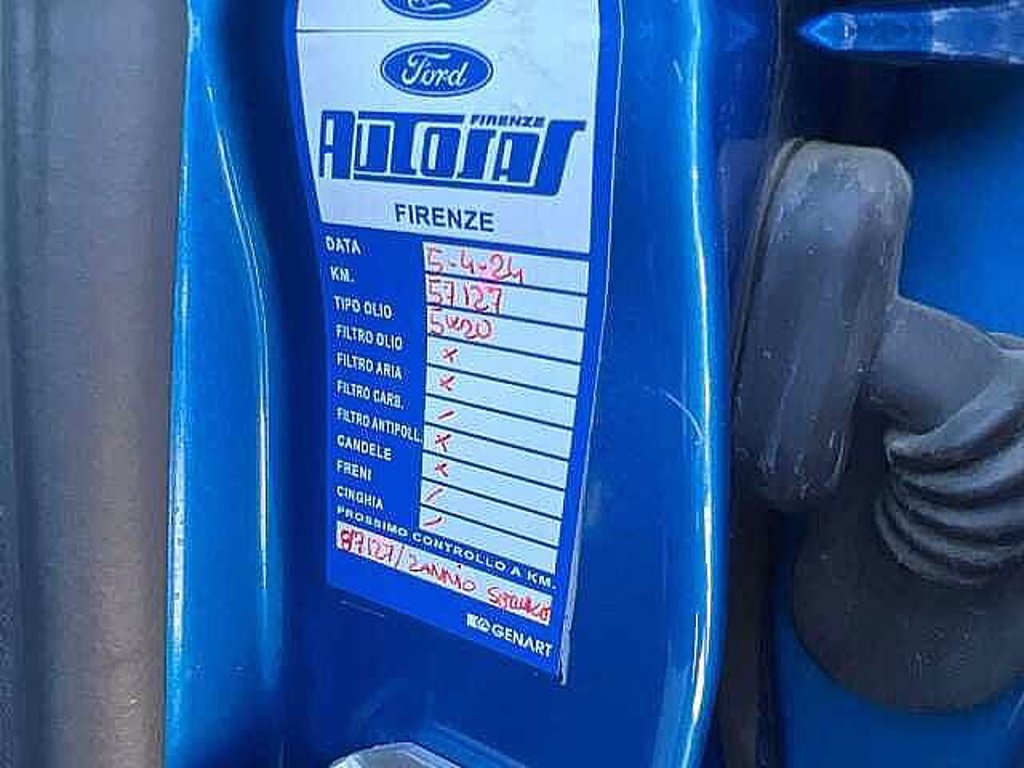 Ford
FIRENZE
AUTOSAS
FIRENZE
DATA 5-4-24
KM. 57127
TIPO OLIO 5W20
FILTRO OLIO x
FILTRO ARIA x
FILTRO CARB. /
FILTRO ANTIPOLL. x
CANDELE x
FRENI /
CINGHIA /
PROSSIMO CONTROLLO A KM.
87127/
GENART